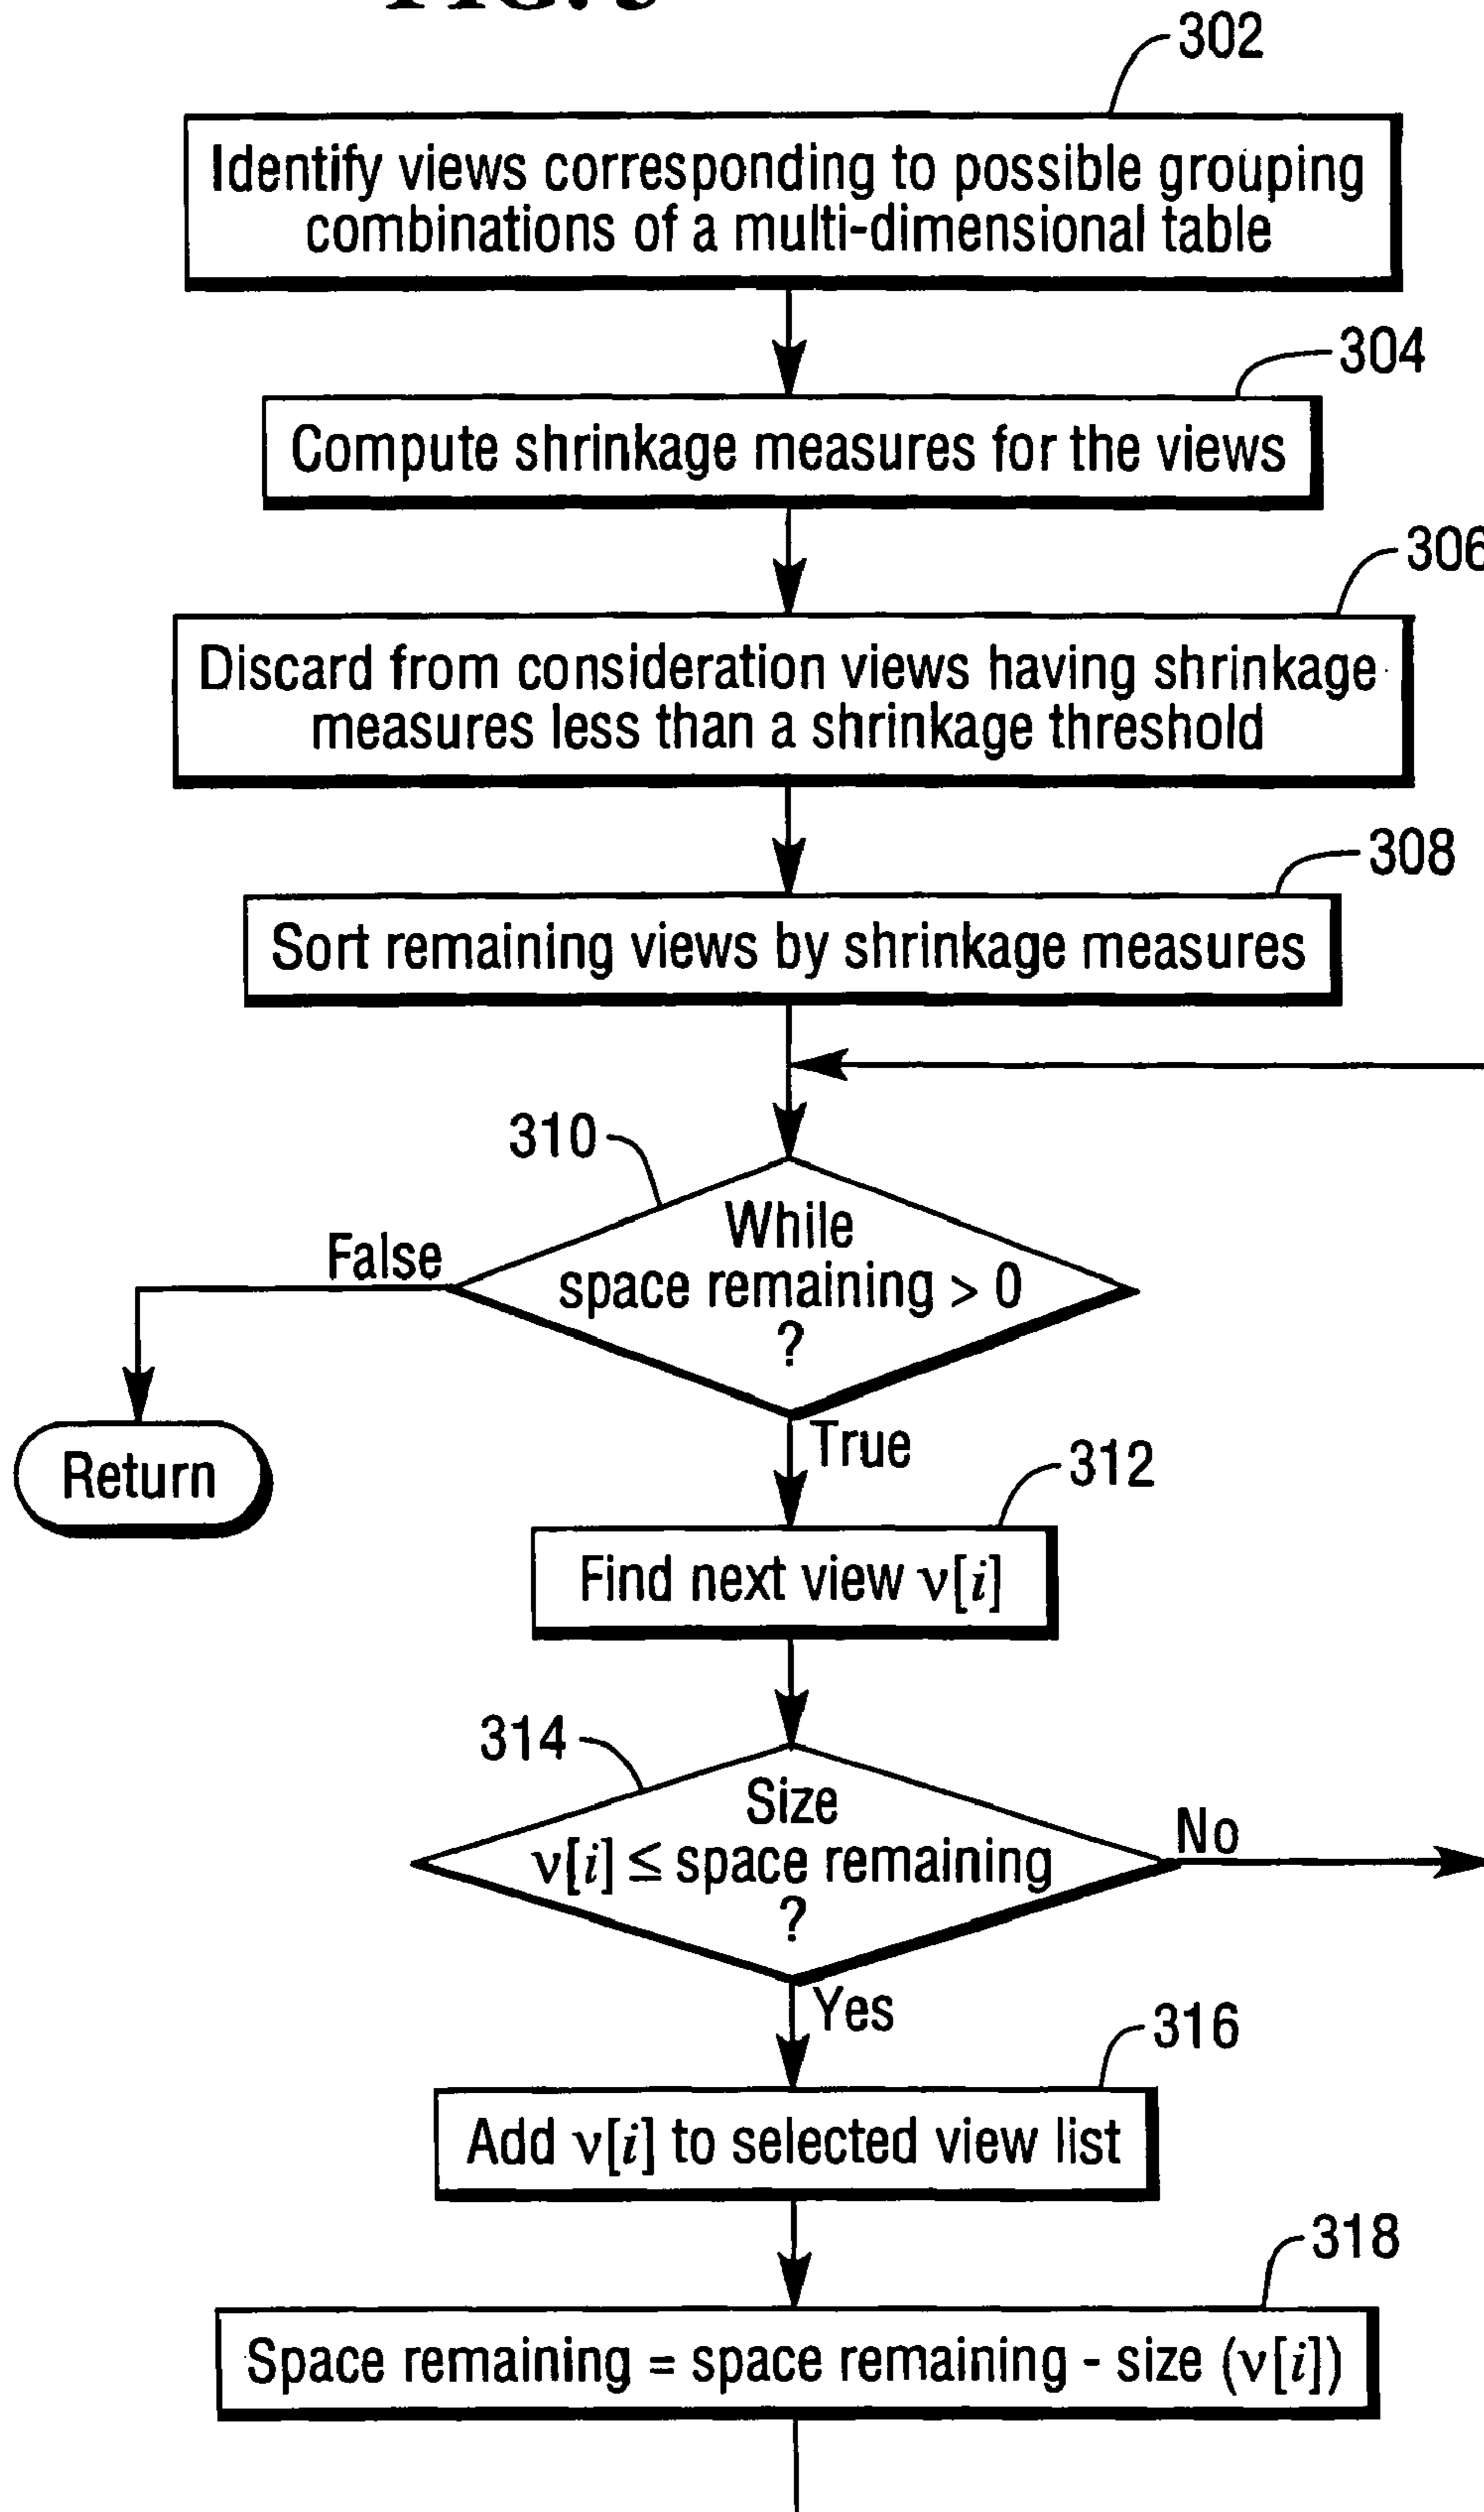 302
Identify views corresponding to possible grouping
combinations of a multi-dimensional table
304
Compute shrinkage measures for the views
306
Discard from consideration views having shrinkage
measures less than a shrinkage threshold
308
Sort remaining views by shrinkage measures
310
While
space remaining > 0
?
False
Return
True
312
Find next view v[i]
314
Size
v[i] ≤ space remaining
?
No
Yes
316
Add v[i] to selected view list
318
Space remaining = space remaining - size (v[i])